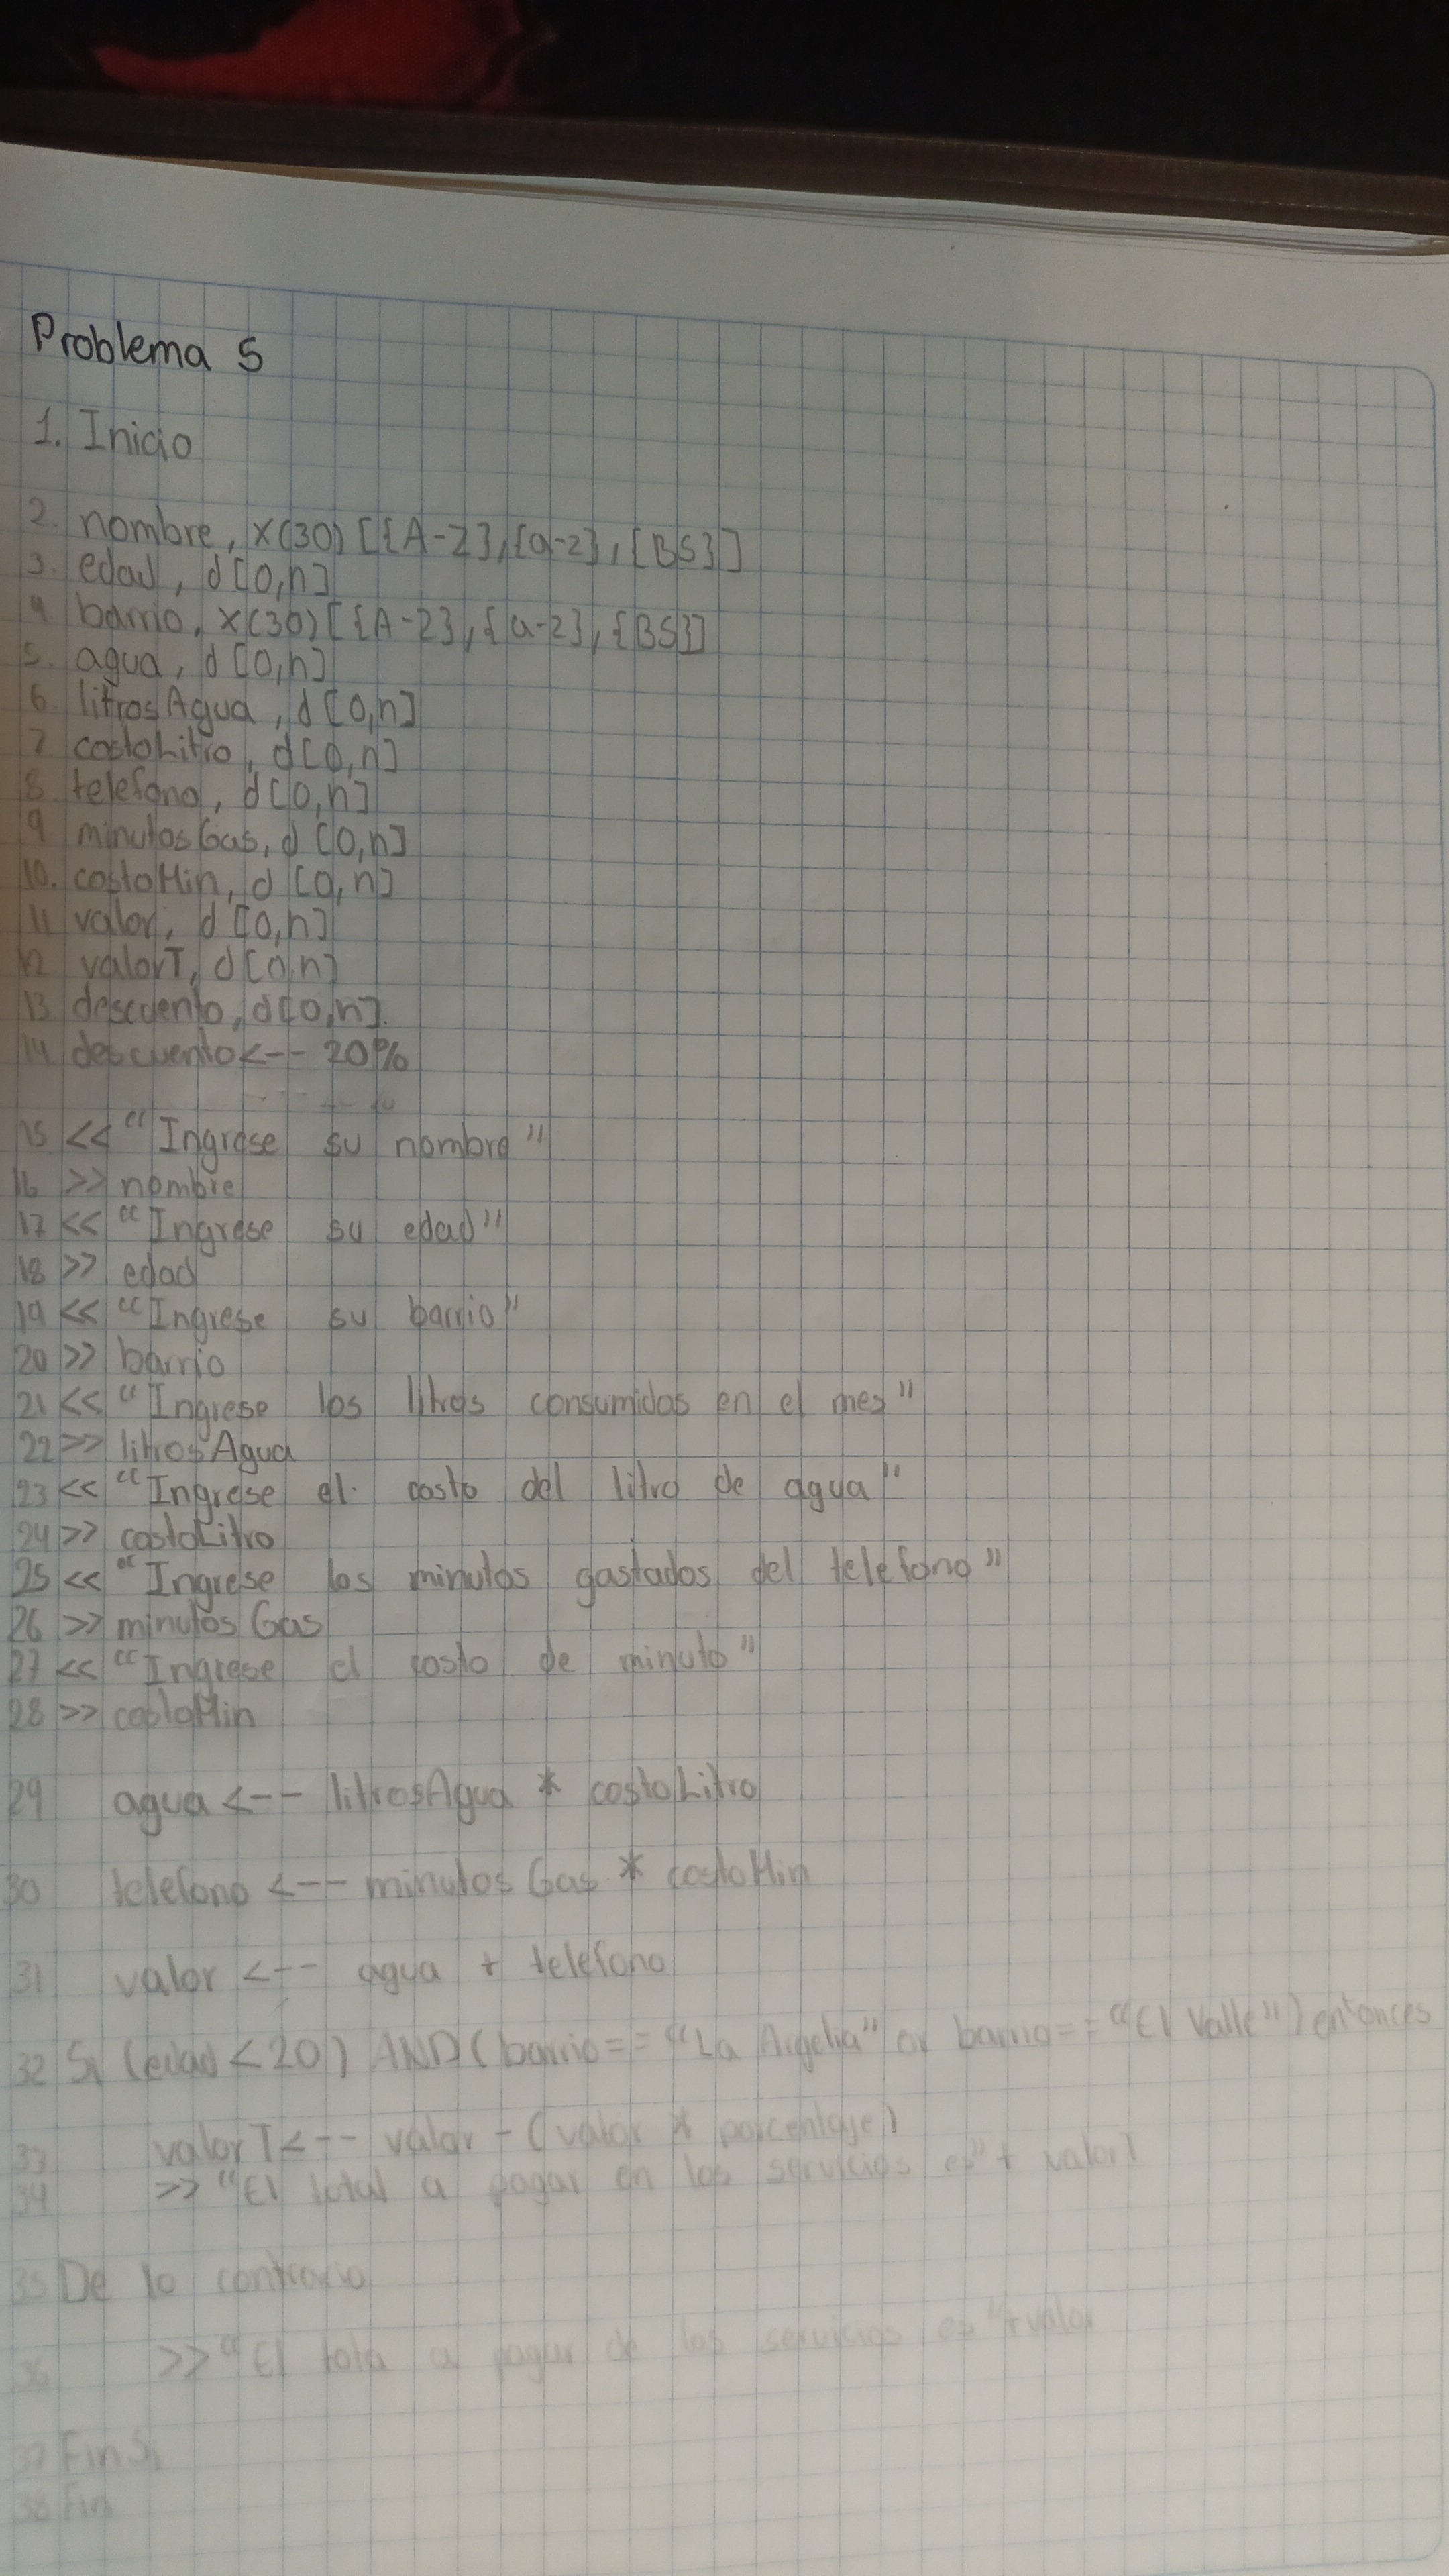 Problema 5
1. Inicio
2. nombre, X(30) [{A-Z},{a-z},{BS}]
3. edad, d[0,n]
4 barrio, X(30) [{A-Z},{a-z},{BS}]
5. agua, d[0,n]
6. litrosAgua, d[0,n]
7. costoLitro, d[0,n]
8 telefono, d[0,n]
9 minutosGas, d[0,n]
10. costoMin, d[0,n]
11 valor, d[0,n]
12 valorT, d[0,n]
13 descuento, d[0,n].
14 descuento <-- 20%
15 << "Ingrese su nombre"
16 >> nombre
17 << "Ingrese su edad"
18 >> edad
19 << "Ingrese su barrio"
20 >> barrio
21 << "Ingrese los litros consumidos en el mes"
22 >> litrosAgua
23 << "Ingrese el costo del litro de agua"
24 >> costoLitro
25 << "Ingrese los minutos gastados del telefono"
26 >> minutosGas
27 << "Ingrese el costo de minuto"
28 >> costoMin
29 agua <-- litrosAgua * costoLitro
30 telefono <-- minutosGas * costoMin
31 valor <-- agua + telefono
32 Si (edad < 20) AND (barrio == "La Argelia" or barrio == "El Valle") entonces
33 valorT <-- valor - (valor * porcentaje)
34 >> "El total a pagar en los servicios es" + valorT
35 De lo contrario
36 >> "El tola a pagar de los servicios es" + valor
37 Fin Si
38 Fin